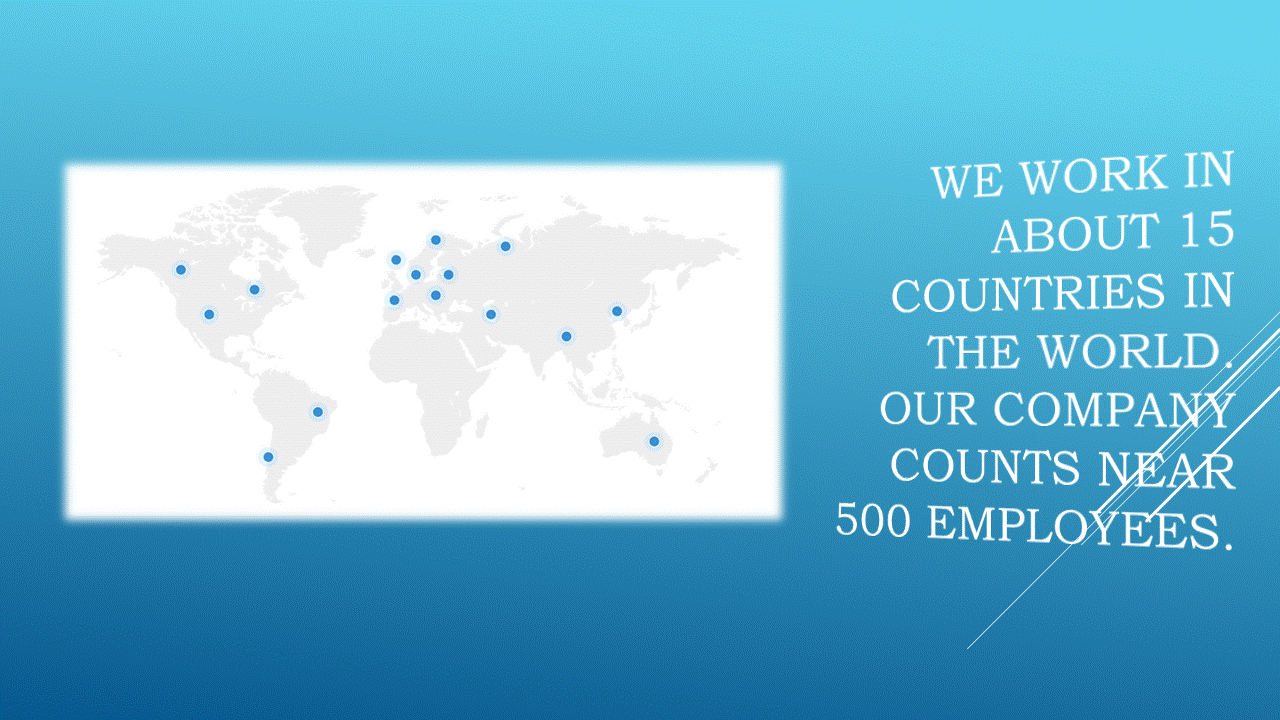 WE WORK IN
ABOUT 15
COUNTRIES IN
THE WORLD.
OUR COMPANY
COUNTS NEAR
500 EMPLOYEES.